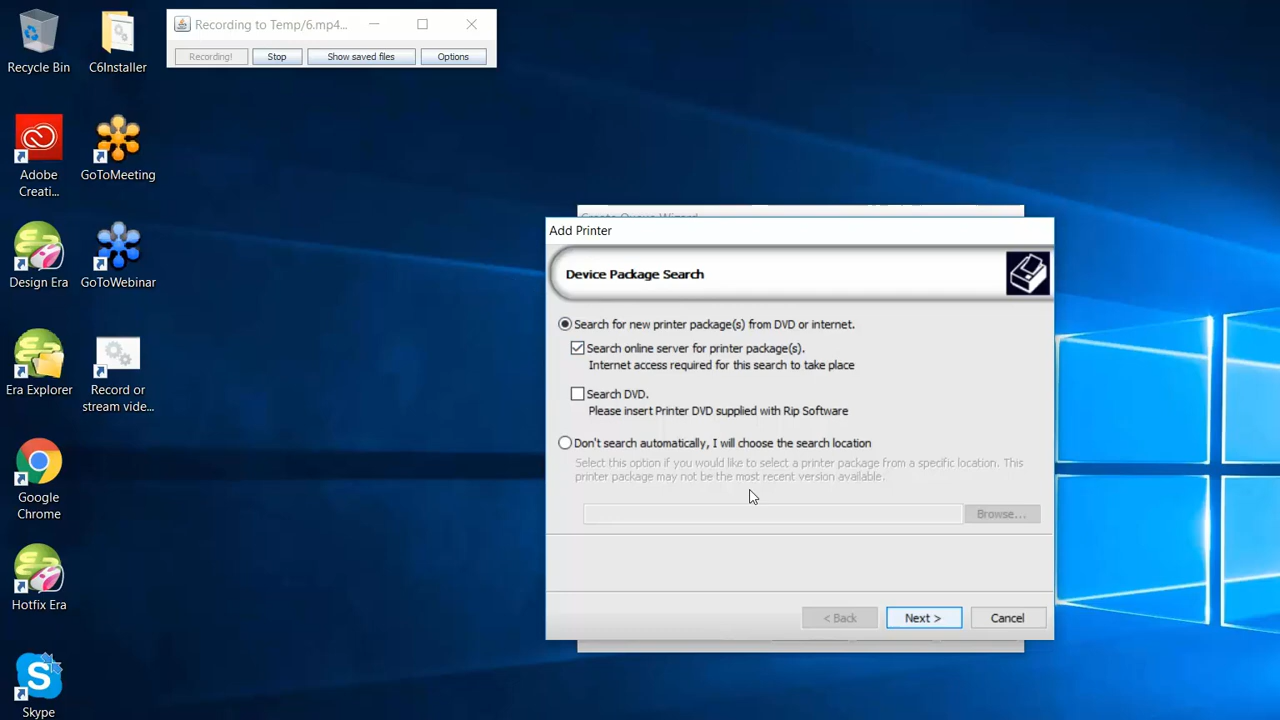 Recording to Temp/6.mp4...
Recording!
Stop
Show saved files
Options
Recycle Bin
C6Installer
Adobe
Creati...
GoToMeeting
Design Era
GoToWebinar
Era Explorer
Record or
stream vide...
Google
Chrome
Hotfix Era
Skype
Create Queue Wizard
Add Printer
Device Package Search
Search for new printer package(s) from DVD or internet.
Search online server for printer package(s).
Internet access required for this search to take place
Search DVD.
Please insert Printer DVD supplied with Rip Software
Don't search automatically, I will choose the search location
Select this option if you would like to select a printer package from a specific location. This
printer package may not be the most recent version available.
Browse...
< Back
Next >
Cancel